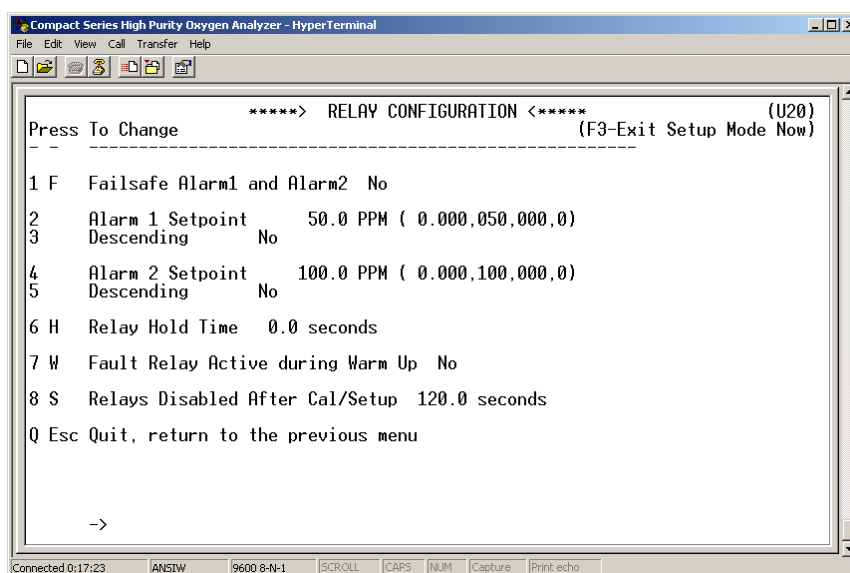 Compact Series High Purity Oxygen Analyzer - HyperTerminal
File Edit View Call Transfer Help
*****> RELAY CONFIGURATION <***** (U20)
Press To Change (F3-Exit Setup Mode Now)
- - ----------------------------------------------------------
1 F Failsafe Alarm1 and Alarm2 No
2 Alarm 1 Setpoint 50.0 PPM ( 0.000,050,000,0)
3 Descending No
4 Alarm 2 Setpoint 100.0 PPM ( 0.000,100,000,0)
5 Descending No
6 H Relay Hold Time 0.0 seconds
7 W Fault Relay Active during Warm Up No
8 S Relays Disabled After Cal/Setup 120.0 seconds
Q Esc Quit, return to the previous menu
->
Connected 0:17:23 ANSIW 9600 8-N-1 SCROLL CAPS NUM Capture Print echo